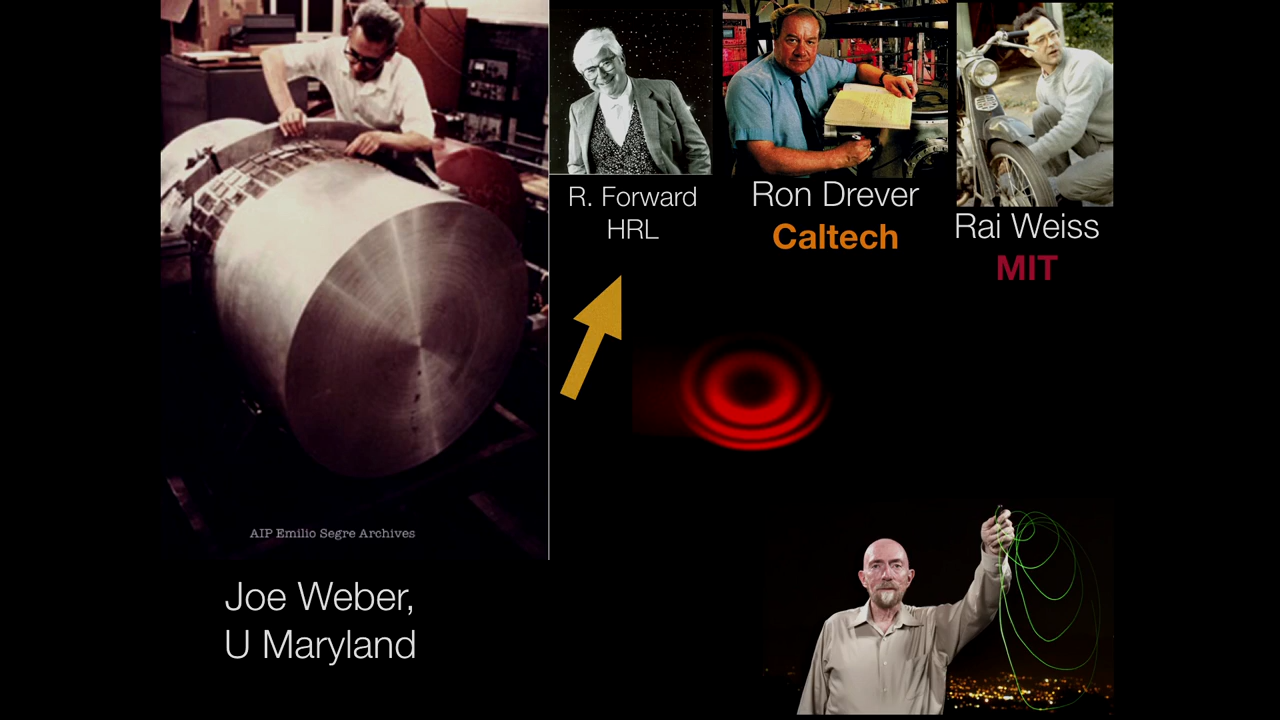 R. Forward
HRL
Ron Drever
Caltech
Rai Weiss
MIT
AIP Emilio Segre Archives
Joe Weber,
U Maryland